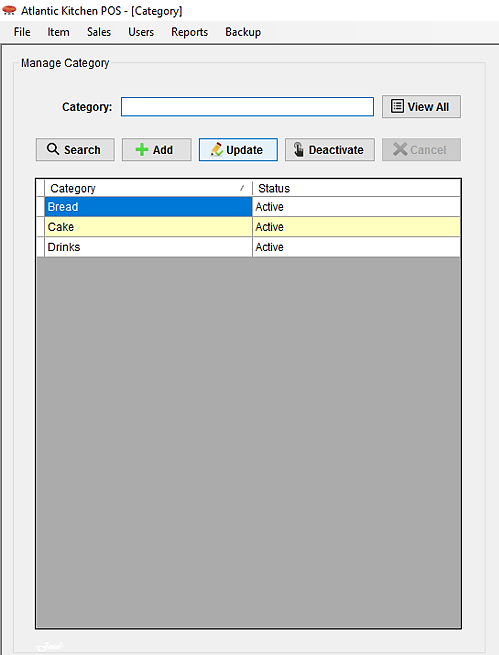 Atlantic Kitchen POS - [Category]
File Item Sales Users Reports Backup
Manage Category
Category: View All
Search Add Update Deactivate Cancel
Category Status
Bread Active
Cake Active
Drinks Active